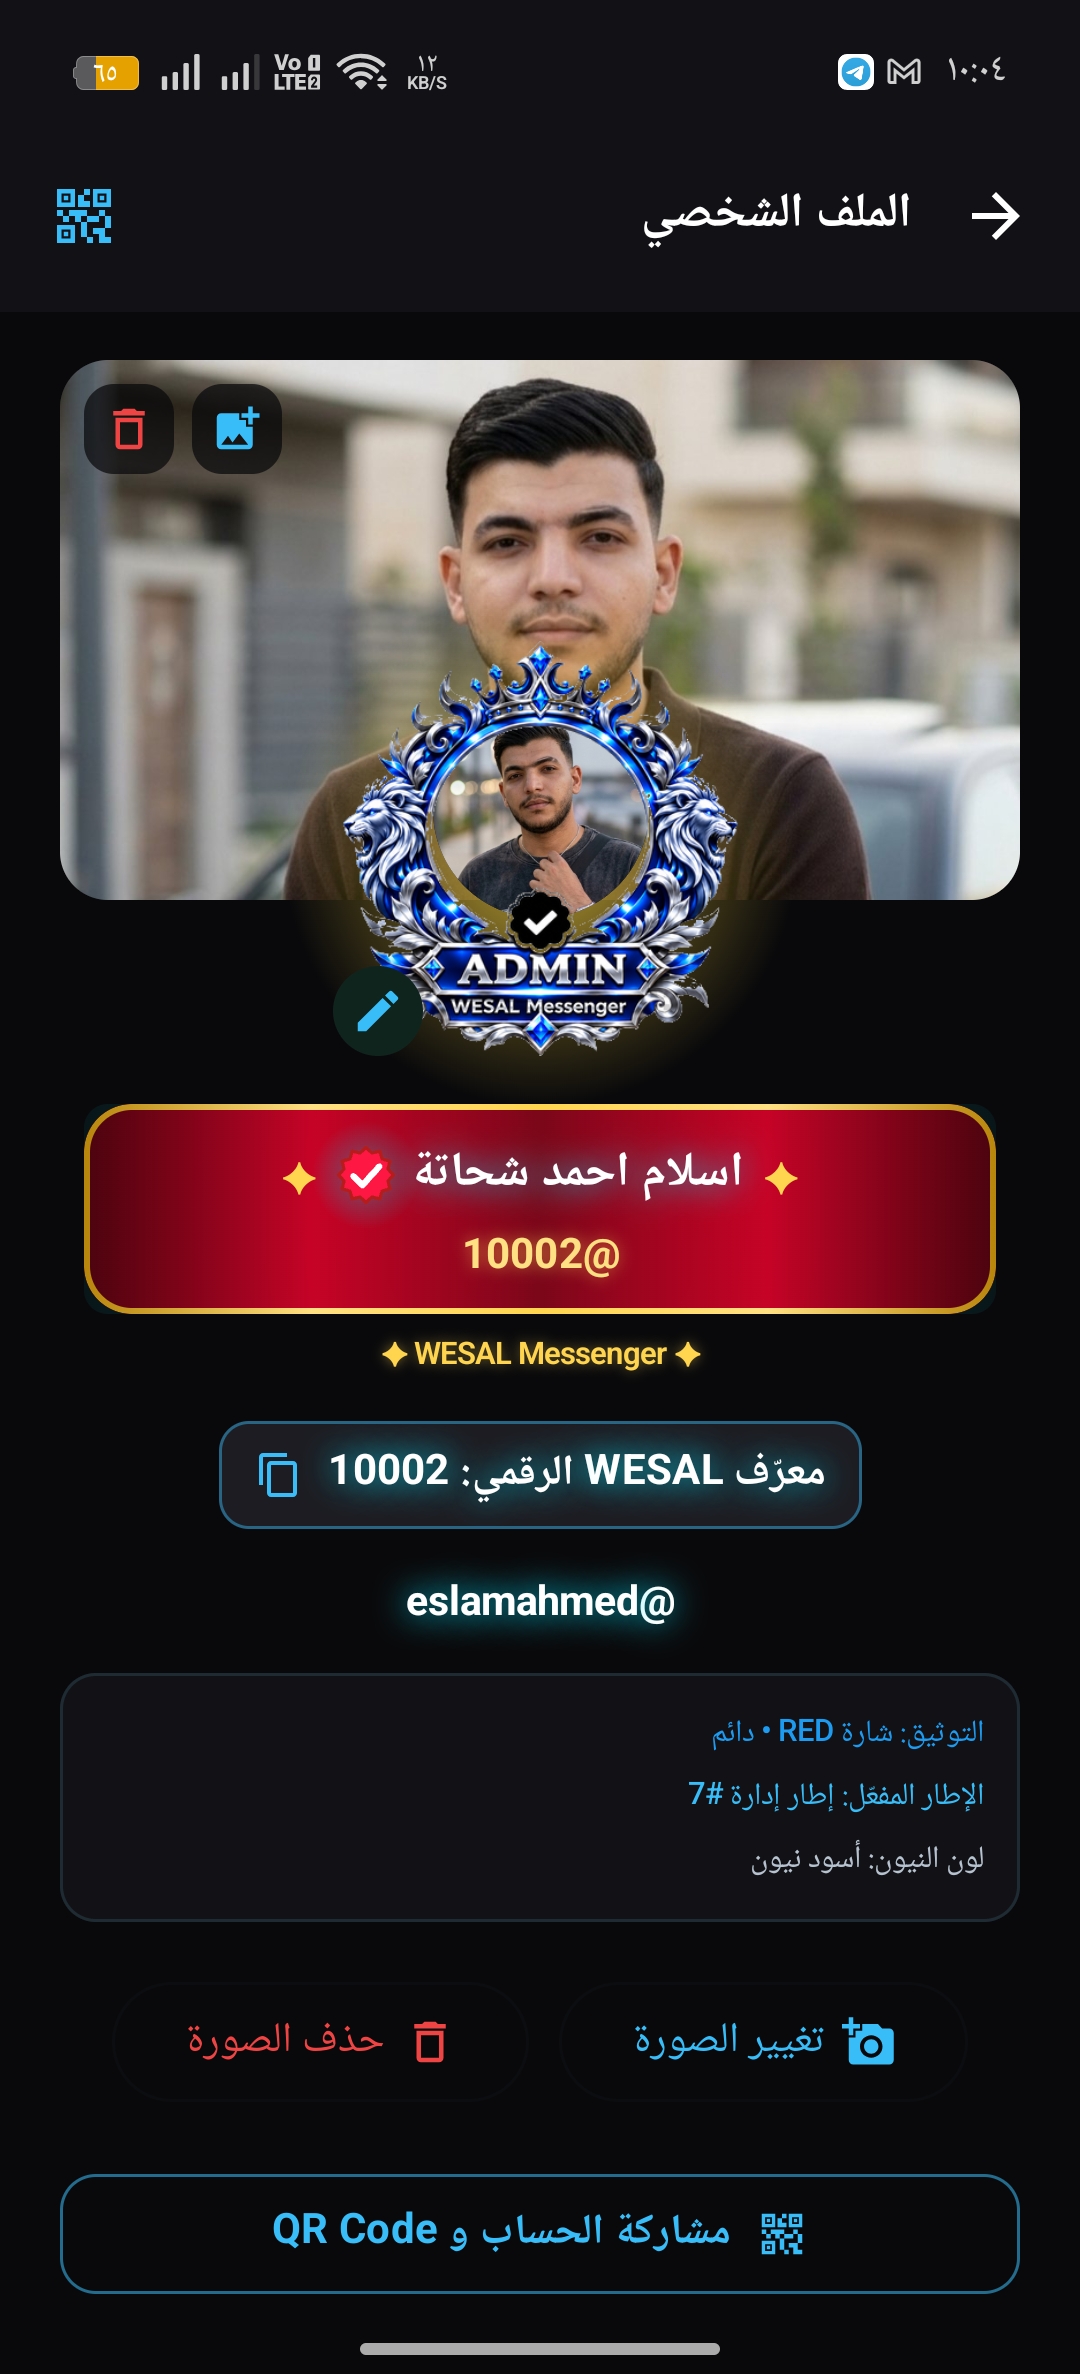 ١٠:٠٤
١٢ KB/S
Vo 1 LTE2
٦٥
الملف الشخصي
ADMIN
WESAL Messenger
اسلام احمد شحاتة
@10002
WESAL Messenger
معرّف WESAL الرقمي: 10002
@eslamahmed
التوثيق: شارة RED • دائم
الإطار المفعّل: إطار إدارة #7
لون النيون: أسود نيون
تغيير الصورة
حذف الصورة
مشاركة الحساب و QR Code